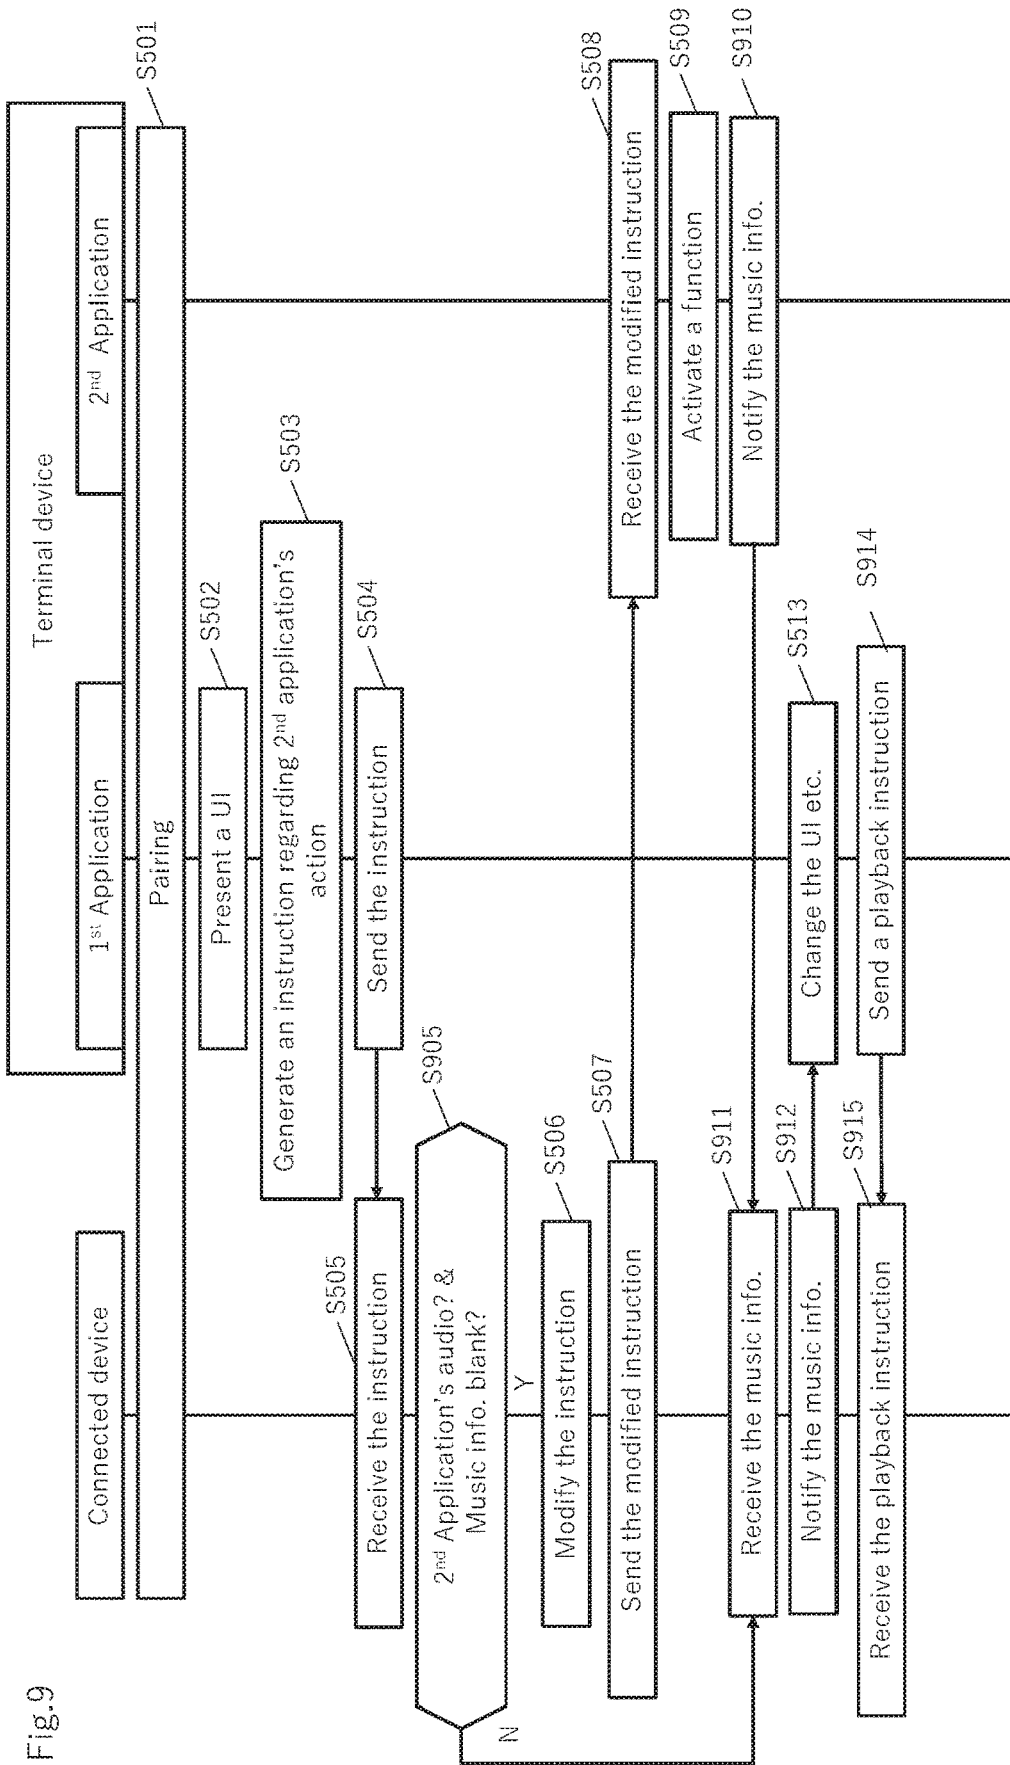 Fig.9
Connected device
Terminal device
1st Application
2nd Application
Pairing
S501
Present a UI
S502
Generate an instruction regarding 2nd application's
action
S503
Send the instruction
S504
S505
Receive the instruction
2nd Application's audio? &
Music info. blank?
S905
N
Y
Modify the instruction
S506
Send the modified instruction
S507
Receive the modified instruction
S508
Activate a function
S509
Notify the music info.
S910
Receive the music info.
S911
Notify the music info.
S912
Change the UI etc.
S513
Send a playback instruction
S914
Receive the playback instruction
S915